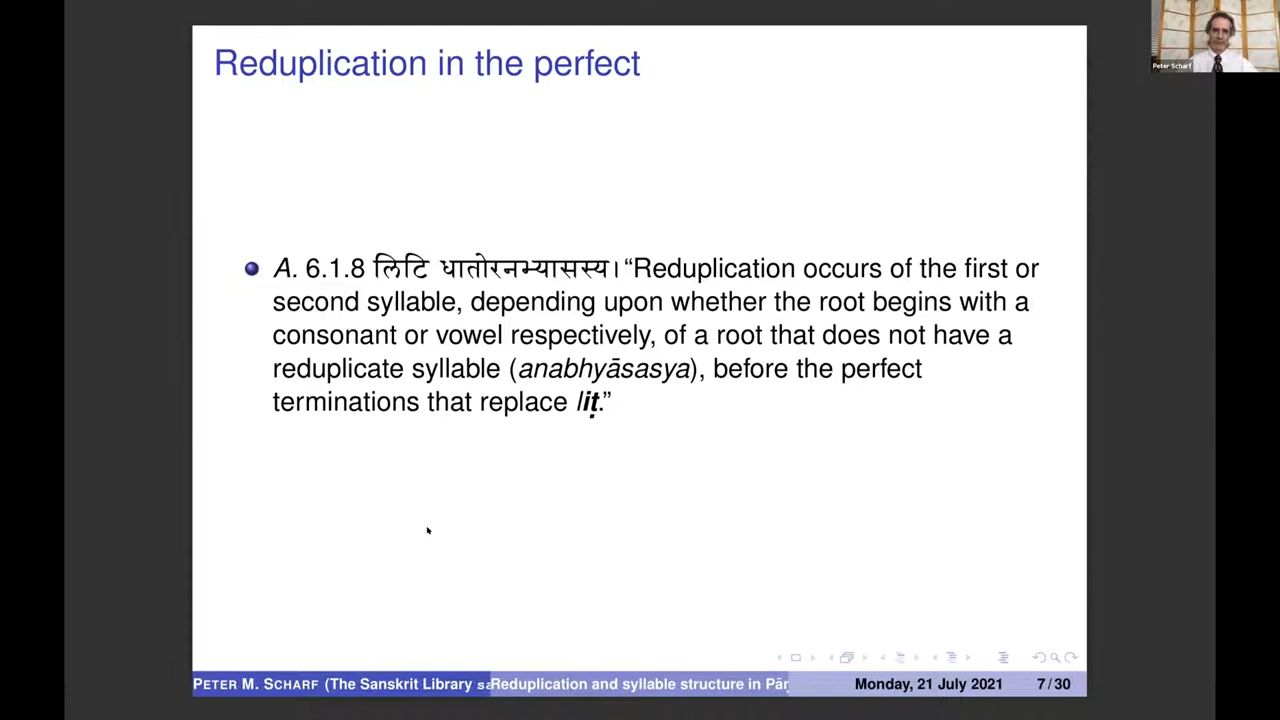 Peter Scharf
Reduplication in the perfect
A. 6.1.8 लिटि धातोरनभ्यासस्य। “Reduplication occurs of the first or
second syllable, depending upon whether the root begins with a
consonant or vowel respectively, of a root that does not have a
reduplicate syllable (anabhyāsasya), before the perfect
terminations that replace liṭ.”
PETER M. SCHARF (The Sanskrit Library Reduplication and syllable structure in Monday, 21 July 2021 7 / 30